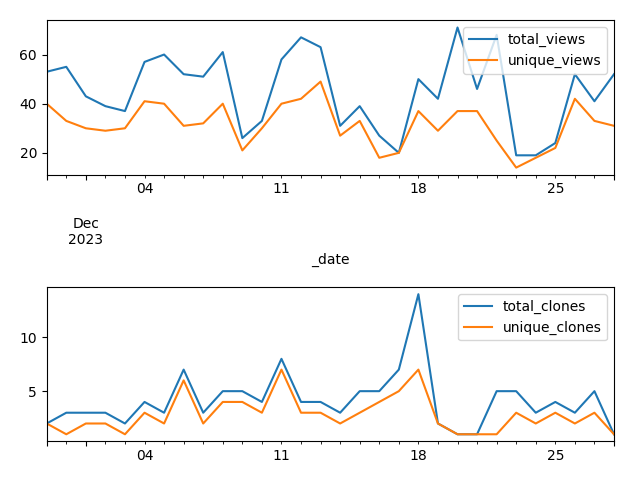 60
40
20
total_views
unique_views
04
11
18
25
Dec
2023
_date
10
5
total_clones
unique_clones
04
11
18
25